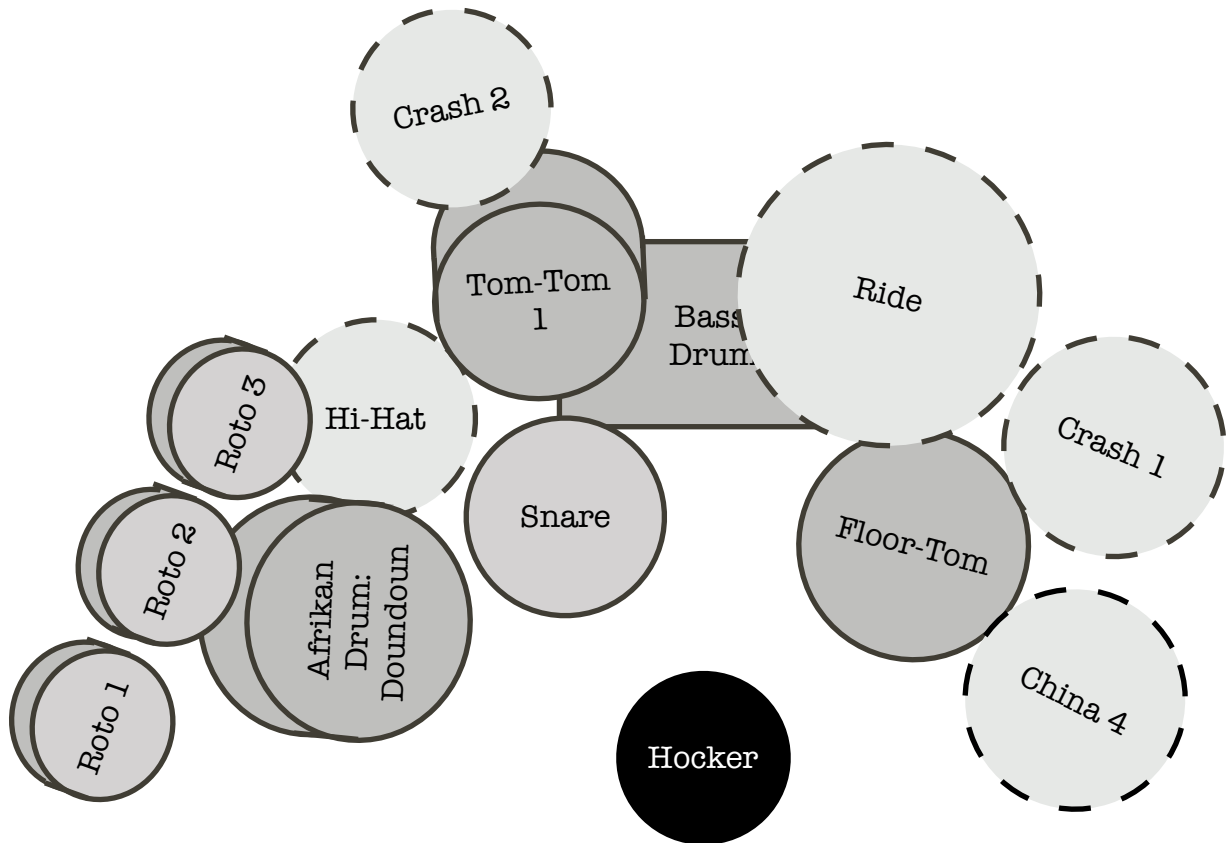 Crash 2
Tom-Tom
1
Bass
Drum
Ride
Roto 3
Hi-Hat
Crash 1
Roto 2
Snare
Floor-Tom
Afrikan
Drum:
Doundoun
Roto 1
China 4
Hocker